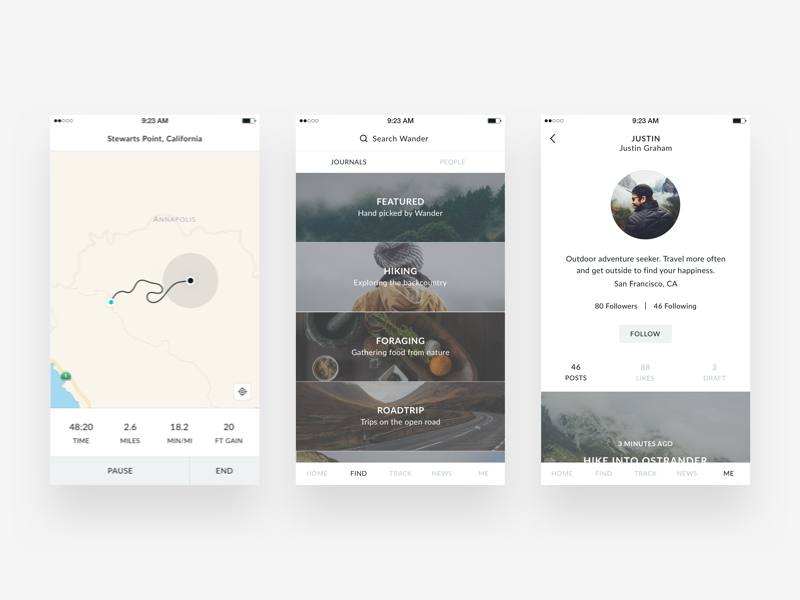 9:23 AM
Stewarts Point, California
ANNAPOLIS
1
48:20
TIME
2.6
MILES
18.2
MIN/MI
20
FT GAIN
PAUSE
END
9:23 AM
Search Wander
JOURNALS
PEOPLE
FEATURED
Hand picked by Wander
HIKING
Exploring the backcountry
FORAGING
Gathering food from nature
ROADTRIP
Trips on the open road
HOME
FIND
TRACK
NEWS
ME
9:23 AM
JUSTIN
Justin Graham
Outdoor adventure seeker. Travel more often
and get outside to find your happiness.
San Francisco, CA
80 Followers | 46 Following
FOLLOW
46
POSTS
88
LIKES
3
DRAFT
3 MINUTES AGO
HIKE INTO OSTRANDER
HOME
FIND
TRACK
NEWS
ME